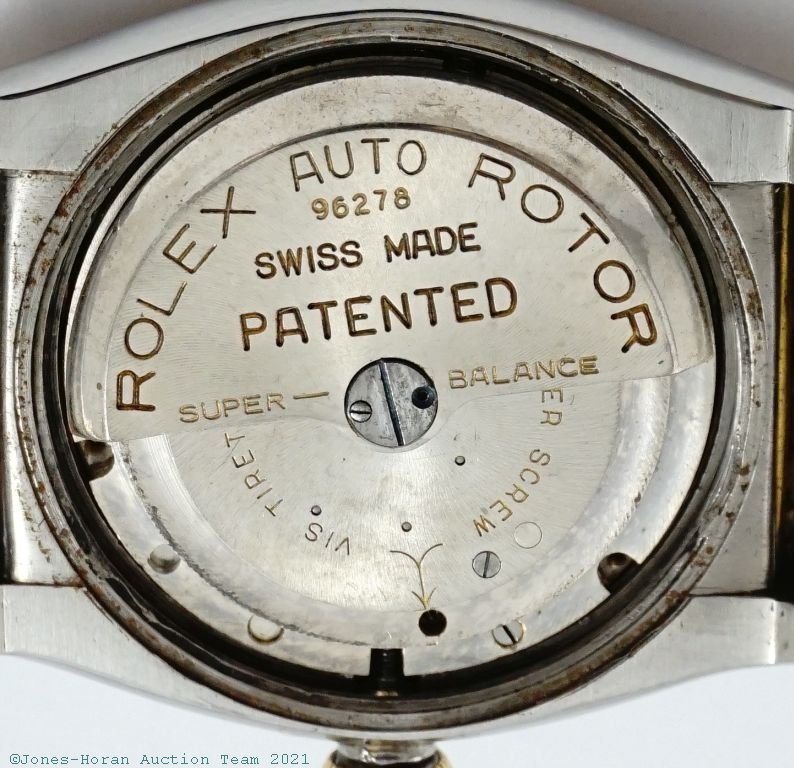 ROLEX AUTO ROTOR
96278
SWISS MADE
PATENTED
SUPER — BALANCE
VIS TIRET
ER SCREW
©Jones-Horan Auction Team 2021